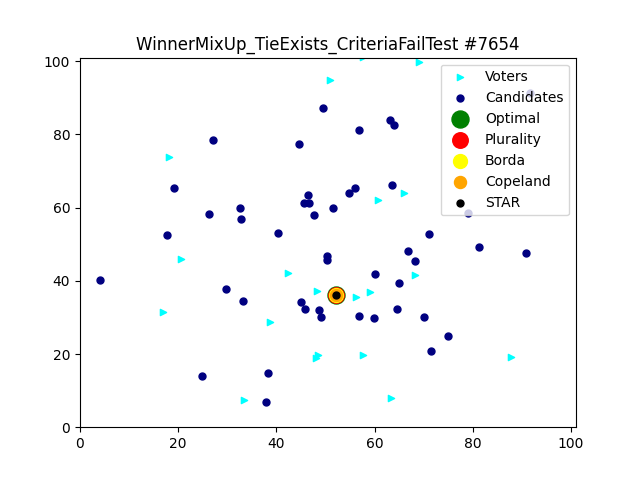 WinnerMixUp_TieExists_CriteriaFailTest #7654
100
80
60
40
20
0
0 20 40 60 80 100
Voters
Candidates
Optimal
Plurality
Borda
Copeland
STAR